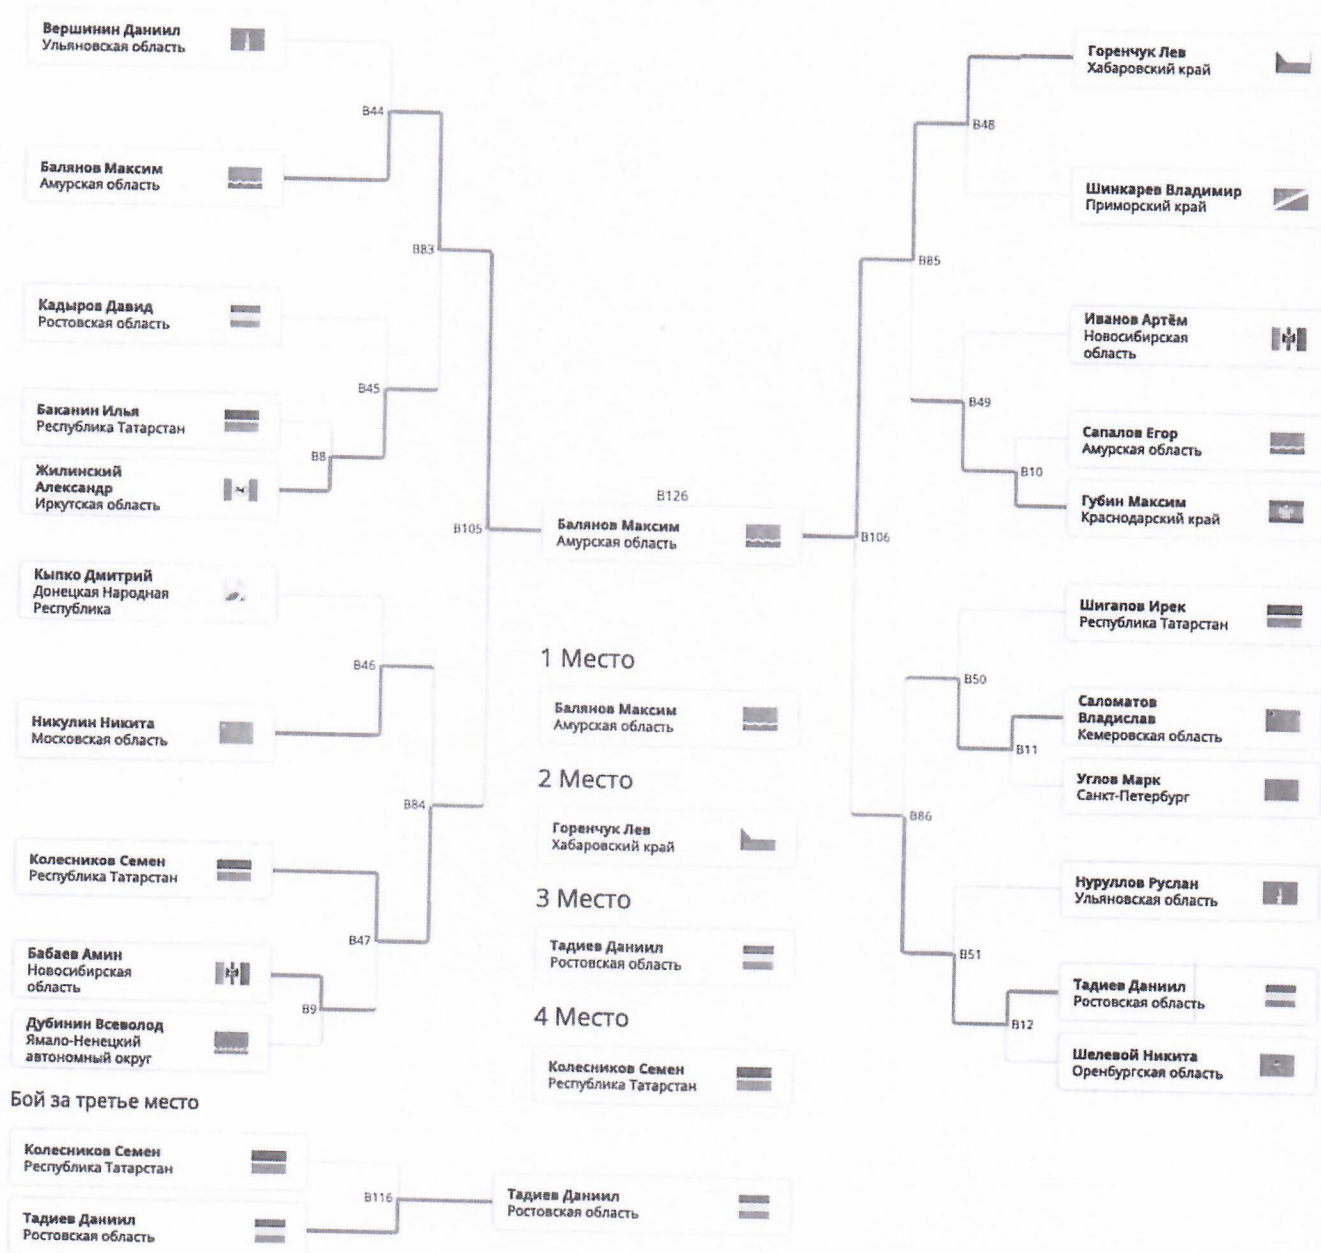 Вершинин Даниил
Ульяновская область
B44
Балянов Максим
Амурская область
B83
Кадыров Давид
Ростовская область
B45
Баканин Илья
Республика Татарстан
B8
Жилинский
Александр
Иркутская область
B105
Кыпко Дмитрий
Донецкая Народная
Республика
B46
Никулин Никита
Московская область
B84
Колесников Семен
Республика Татарстан
B47
Бабаев Амин
Новосибирская
область
B9
Дубинин Всеволод
Ямало-Ненецкий
автономный округ
B126
Балянов Максим
Амурская область
1 Место
Балянов Максим
Амурская область
2 Место
Горенчук Лев
Хабаровский край
3 Место
Тадиев Даниил
Ростовская область
4 Место
Колесников Семен
Республика Татарстан
Горенчук Лев
Хабаровский край
B48
Шинкарев Владимир
Приморский край
B85
Иванов Артём
Новосибирская
область
B49
Сапалов Егор
Амурская область
B10
Губин Максим
Краснодарский край
B106
Шигапов Ирек
Республика Татарстан
B50
Саломатов
Владислав
Кемеровская область
B11
Углов Марк
Санкт-Петербург
B86
Нуруллов Руслан
Ульяновская область
B51
Тадиев Даниил
Ростовская область
B12
Шелевой Никита
Оренбургская область
Бой за третье место
Колесников Семен
Республика Татарстан
B116
Тадиев Даниил
Ростовская область
Тадиев Даниил
Ростовская область